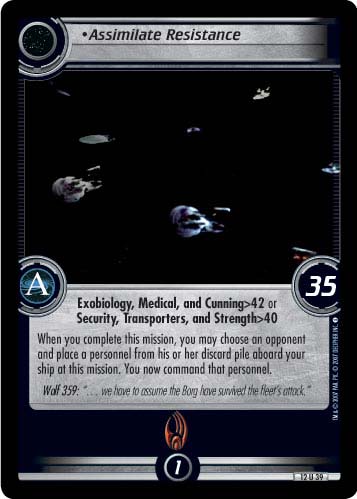 •Assimilate Resistance
A
35
Exobiology, Medical, and Cunning>42 or
Security, Transporters, and Strength>40
When you complete this mission, you may choose an opponent
and place a personnel from his or her discard pile aboard your
ship at this mission. You now command that personnel.
Wolf 359: “… we have to assume the Borg have survived the fleet's attack.”
1
12 U 39